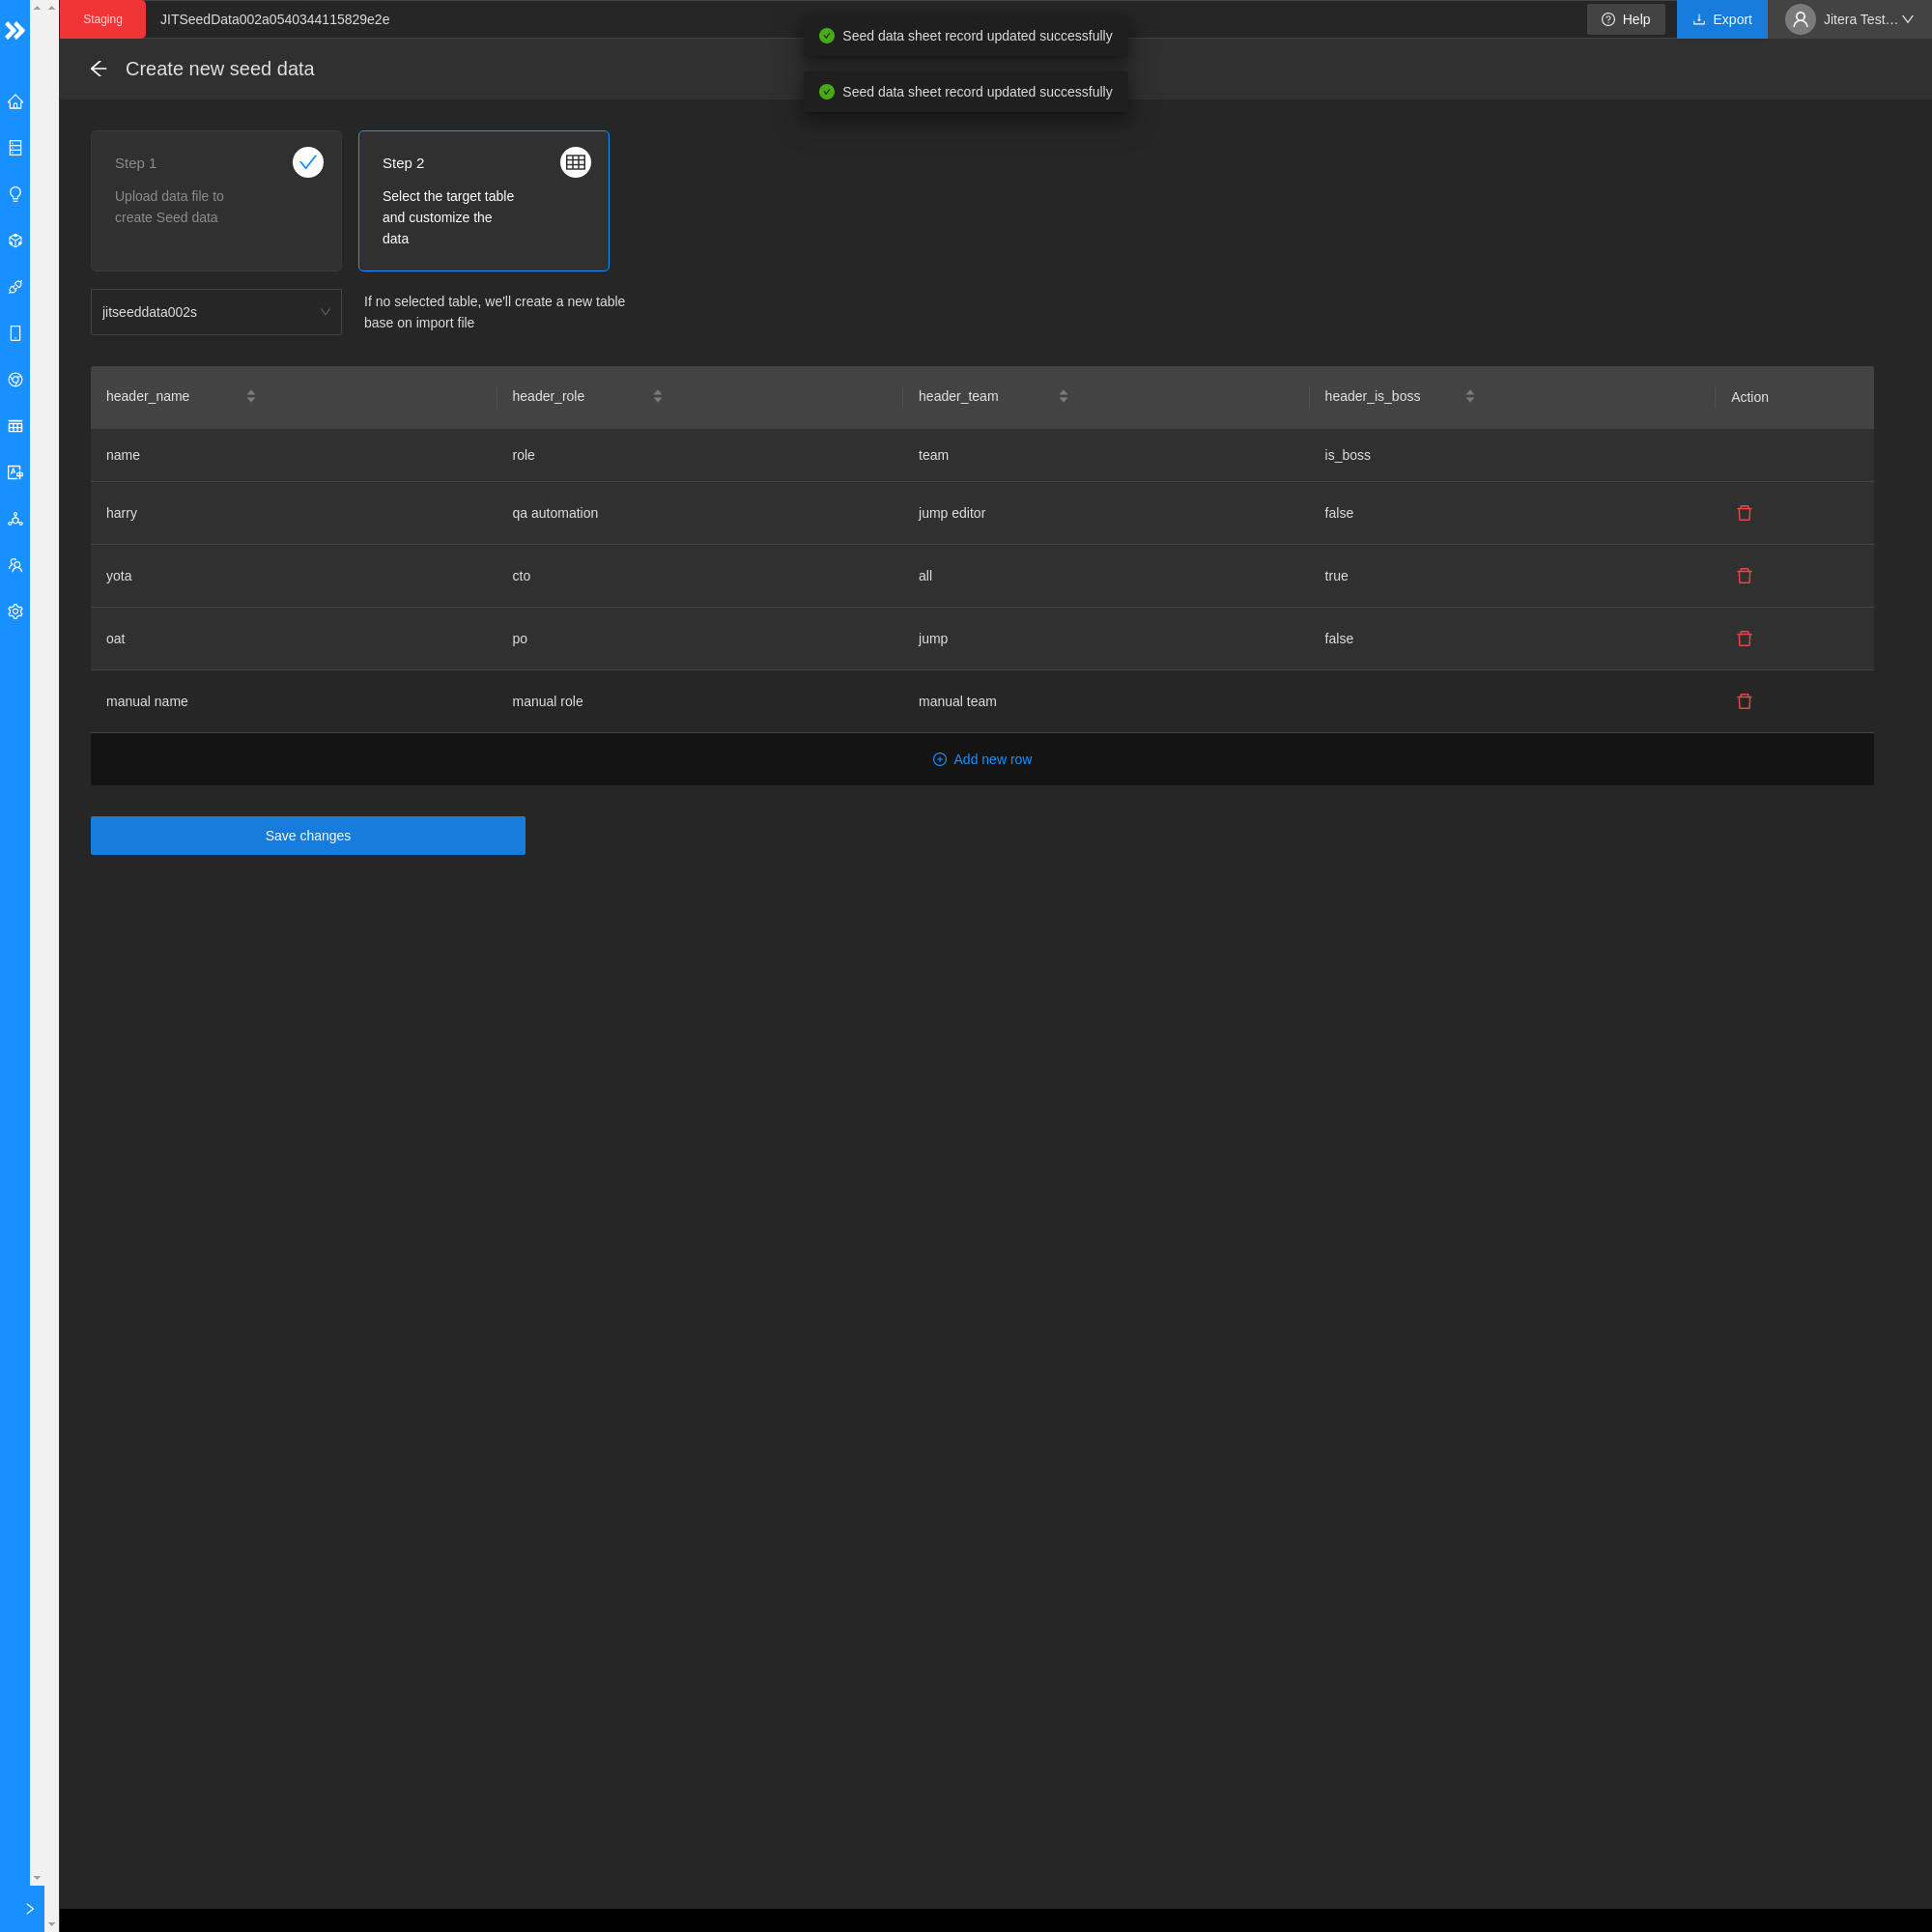 Staging
JITSeedData002a0540344115829e2e
Help
Export
Jitera Test...
Seed data sheet record updated successfully
Create new seed data
Seed data sheet record updated successfully
Step 1
Upload data file to
create Seed data
Step 2
Select the target table
and customize the
data
jitseeddata002s
If no selected table, we'll create a new table
base on import file
header_name header_role header_team header_is_boss Action
name role team is_boss
harry qa automation jump editor false
yota cto all true
oat po jump false
manual name manual role manual team
Add new row
Save changes